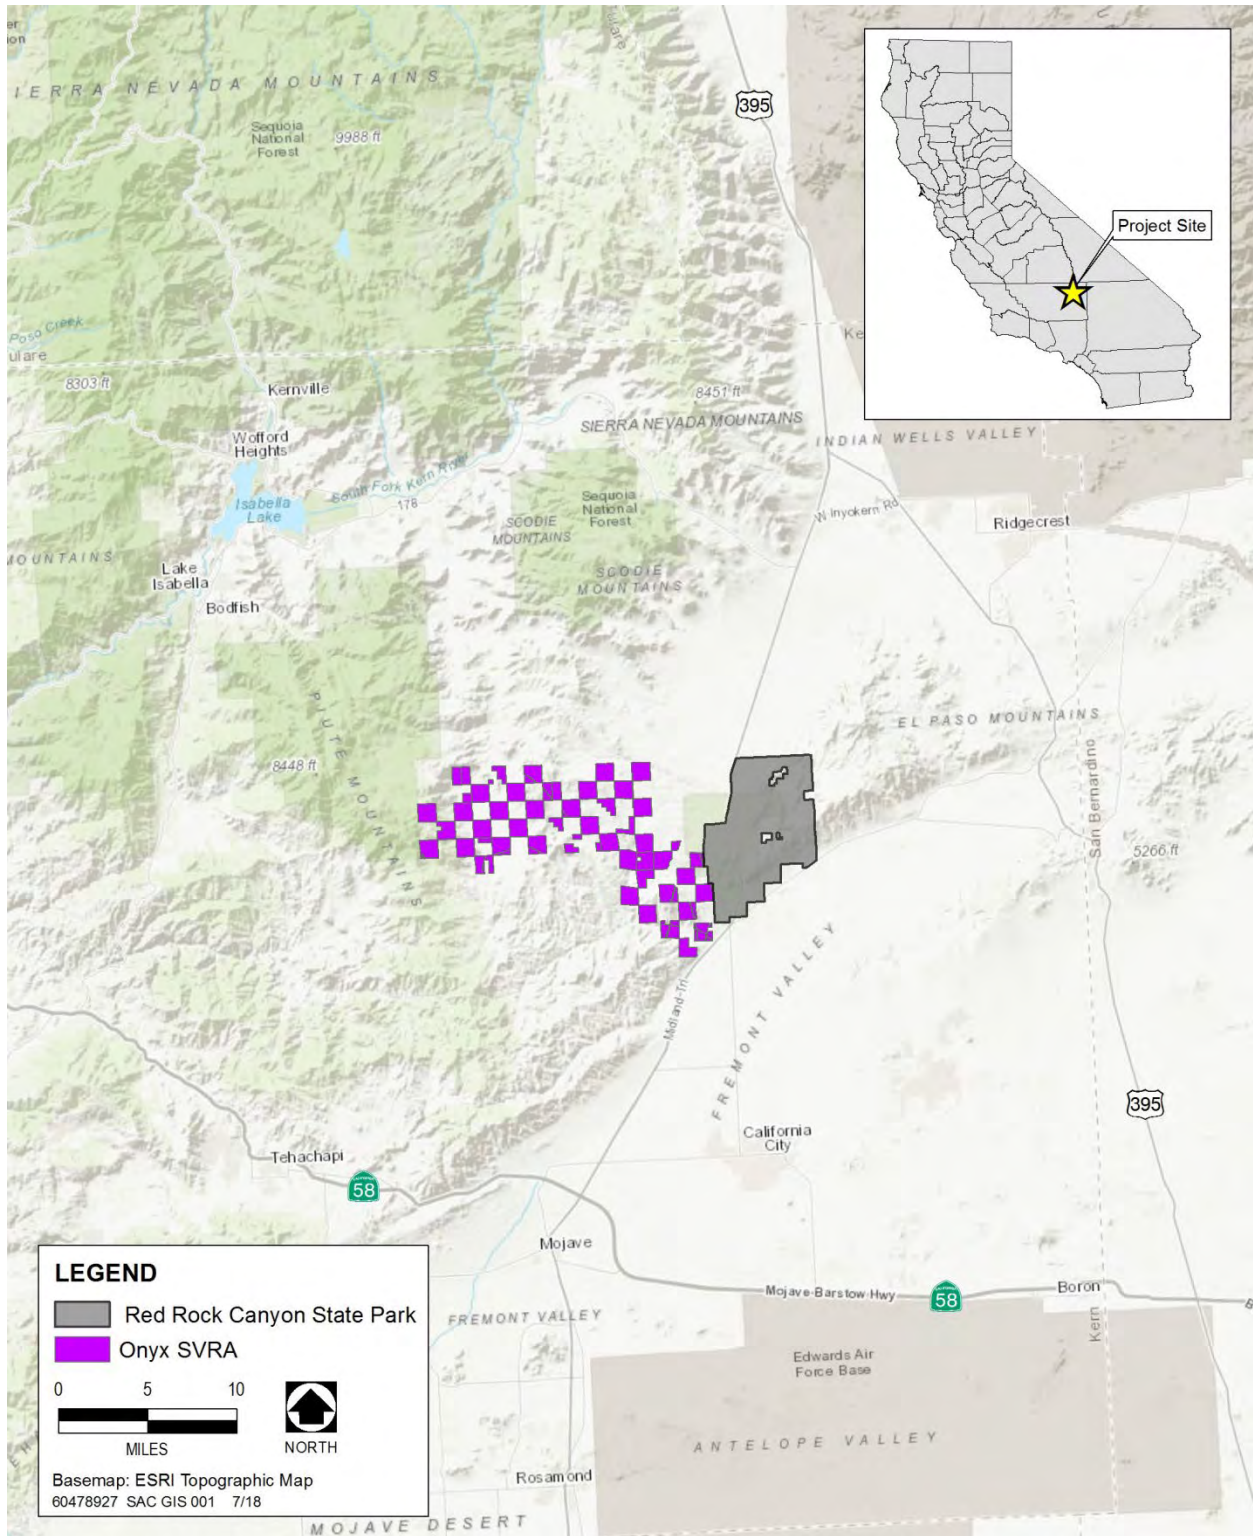 SIERRA NEVADA MOUNTAINS
395
Sequoia
National
Forest
9988 ft
Project Site
Poso Creek
ulare
8303 ft
Kernville
8451 ft
SIERRA NEVADA MOUNTAINS
INDIAN WELLS VALLEY
Wofford
Heights
Isabella
Lake
South Fork Kern River
178
Sequoia
National
Forest
SCODIE
MOUNTAINS
W Inyokern Rd
Ridgecrest
MOUNTAINS
Lake
Isabella
Bodfish
SCODIE
MOUNTAINS
PIUTE MOUNTAINS
EL PASO MOUNTAINS
8448 ft
San Bernardino
5266 ft
Midland-Trl
FREMONT VALLEY
395
California
City
Tehachapi
58
Mojave
Mojave-Barstow Hwy
58
Boron
Kern
FREMONT VALLEY
Edwards Air
Force Base
ANTELOPE VALLEY
Rosamond
MOJAVE DESERT
LEGEND
Red Rock Canyon State Park
Onyx SVRA
0 5 10
MILES
NORTH
Basemap: ESRI Topographic Map
60478927 SAC GIS 001 7/18